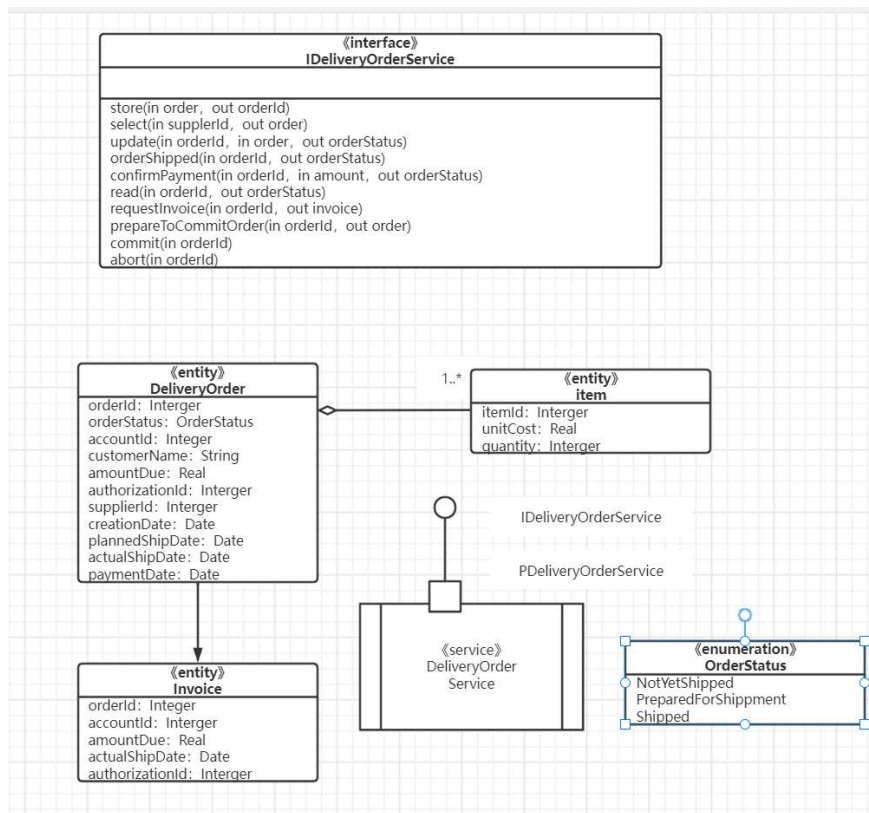 《interface》
IDeliveryOrderService
store(in order，out orderId)
select(in supplerId，out order)
update(in orderId，in order，out orderStatus)
orderShipped(in orderId，out orderStatus)
confirmPayment(in orderId，in amount，out orderStatus)
read(in orderId，out orderStatus)
requestInvoice(in orderId，out invoice)
prepareToCommitOrder(in orderId，out order)
commit(in orderId)
abort(in orderId)
《entity》
DeliveryOrder
orderId：Interger
orderStatus：OrderStatus
accountId：Integer
customerName：String
amountDue：Real
authorizationId：Interger
supplierId：Interger
creationDate：Date
plannedShipDate：Date
actualShipDate：Date
paymentDate：Date
1..*
《entity》
item
itemId：Interger
unitCost：Real
quantity：Interger
IDeliveryOrderService
PDeliveryOrderService
《service》
DeliveryOrder
Service
《enumeration》
OrderStatus
NotYetShipped
PreparedForShippment
Shipped
《entity》
Invoice
orderId：Integer
accountId：Interger
amountDue：Real
actualShipDate：Date
authorizationId：Interger